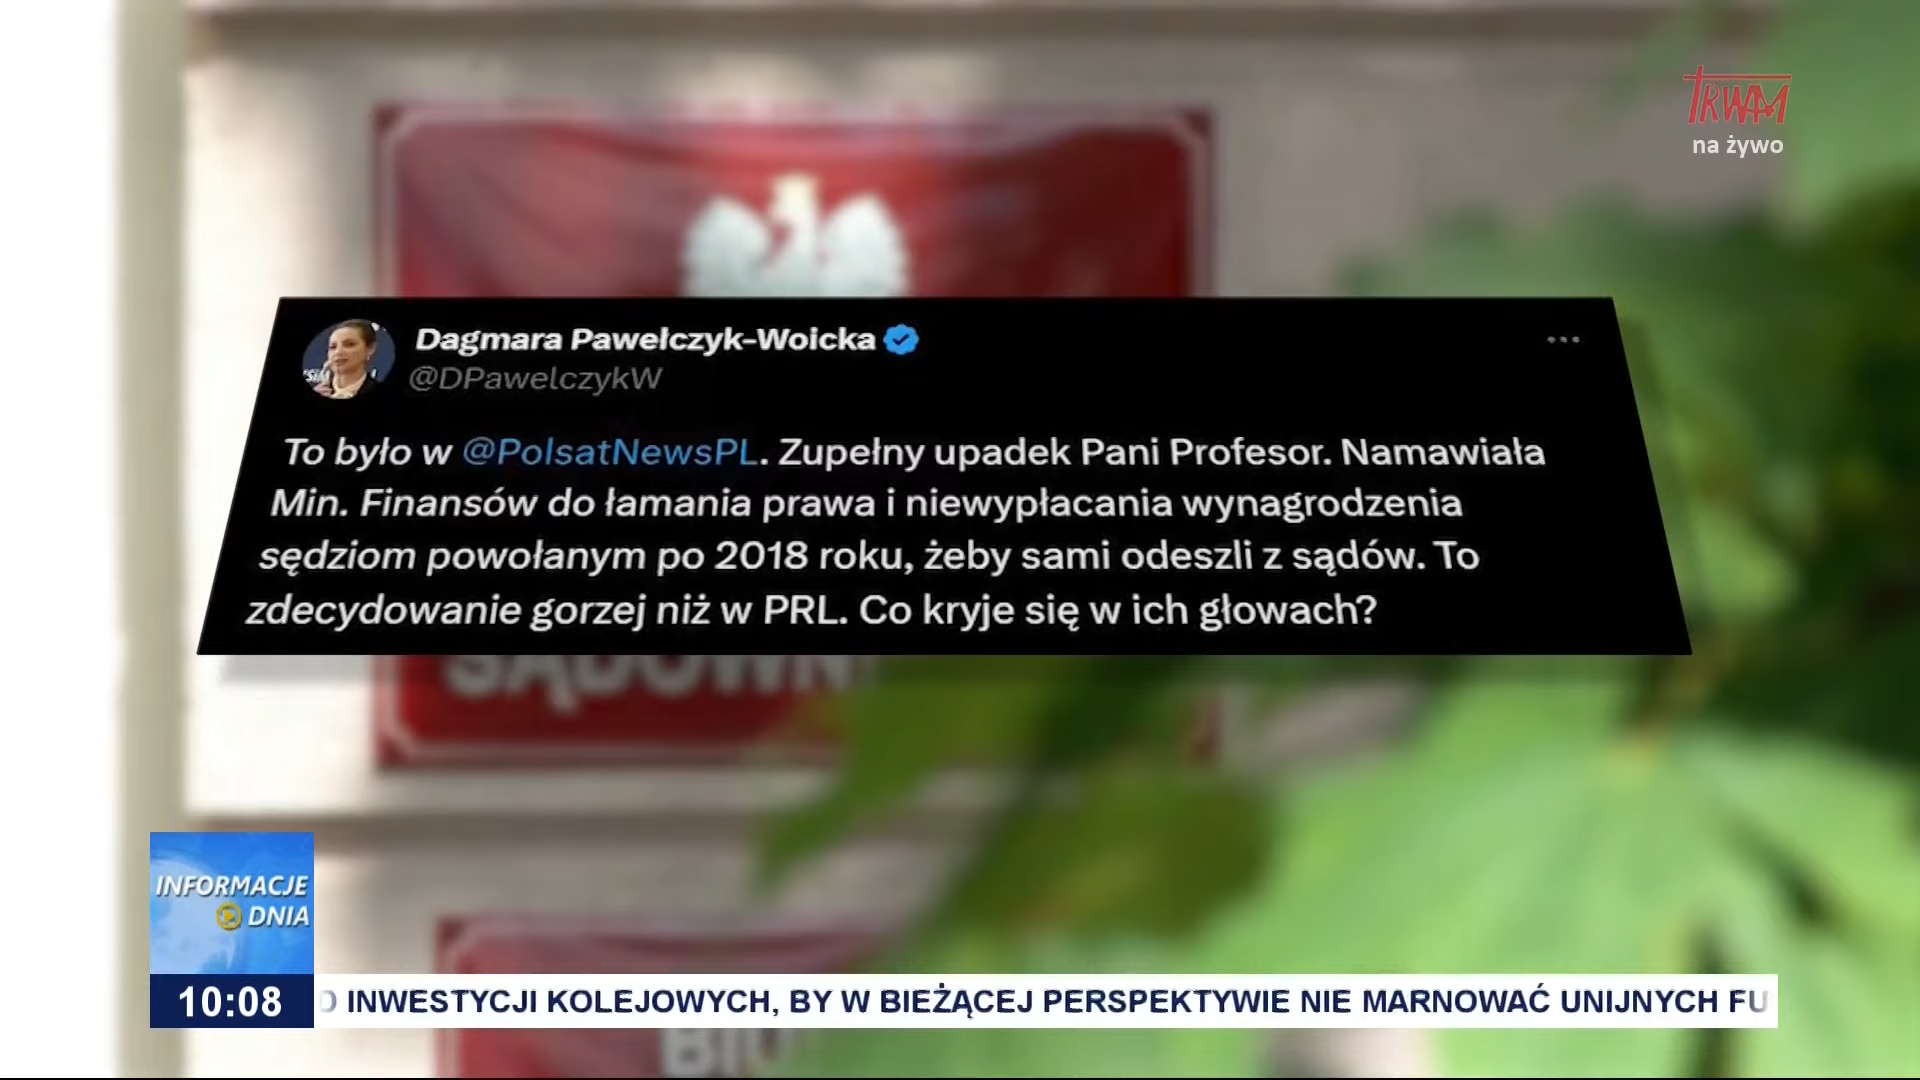 TRWAM
na żywo
Dagmara Pawełczyk-Woicka
@DPawelczykW
To było w @PolsatNewsPL. Zupełny upadek Pani Profesor. Namawiała
Min. Finansów do łamania prawa i niewypłacania wynagrodzenia
sędziom powołanym po 2018 roku, żeby sami odeszli z sądów. To
zdecydowanie gorzej niż w PRL. Co kryje się w ich głowach?
SĄDOWN
INFORMACJE
DNIA
10:08
O INWESTYCJI KOLEJOWYCH, BY W BIEŻĄCEJ PERSPEKTYWIE NIE MARNOWAĆ UNIJNYCH FU